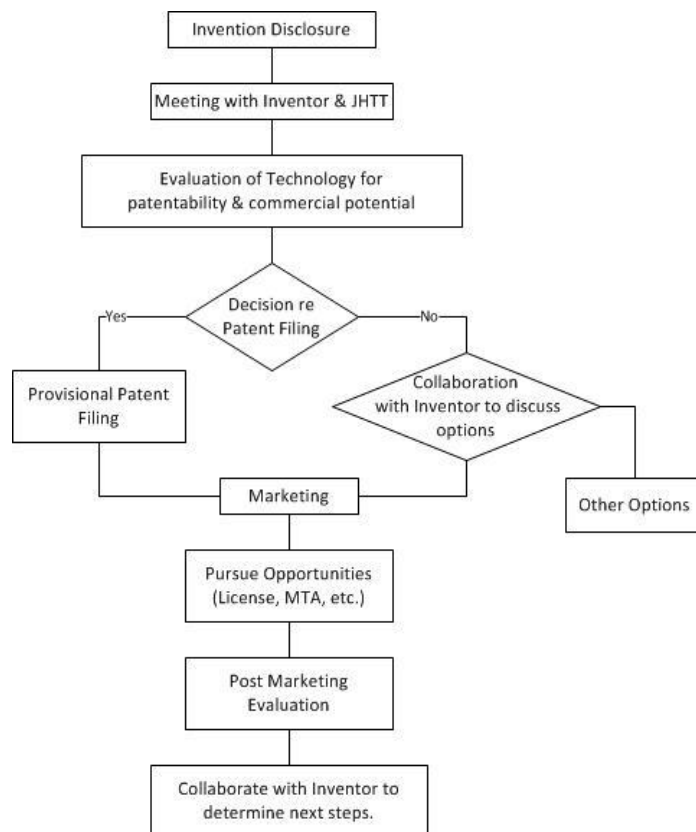 Invention Disclosure
Meeting with Inventor & JHTT
Evaluation of Technology for
patentability & commercial potential
Decision re
Patent Filing
Yes
No
Provisional Patent
Filing
Collaboration
with Inventor to discuss
options
Marketing
Other Options
Pursue Opportunities
(License, MTA, etc.)
Post Marketing
Evaluation
Collaborate with Inventor to
determine next steps.